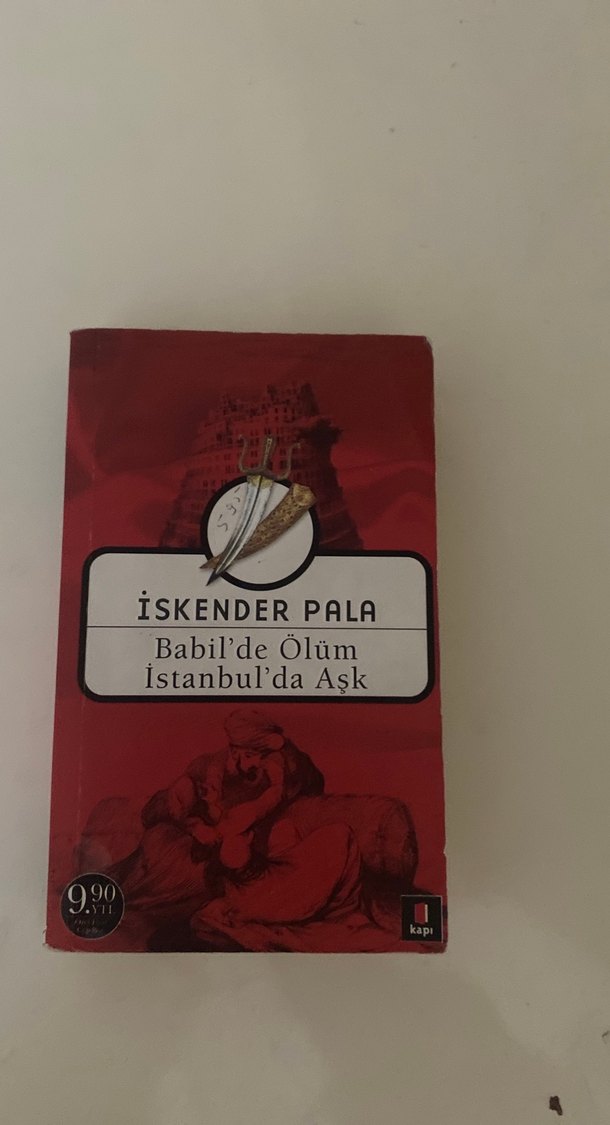 İSKENDER PALA
Babil'de Ölüm
İstanbul'da Aşk
9.90
YTL
kapı